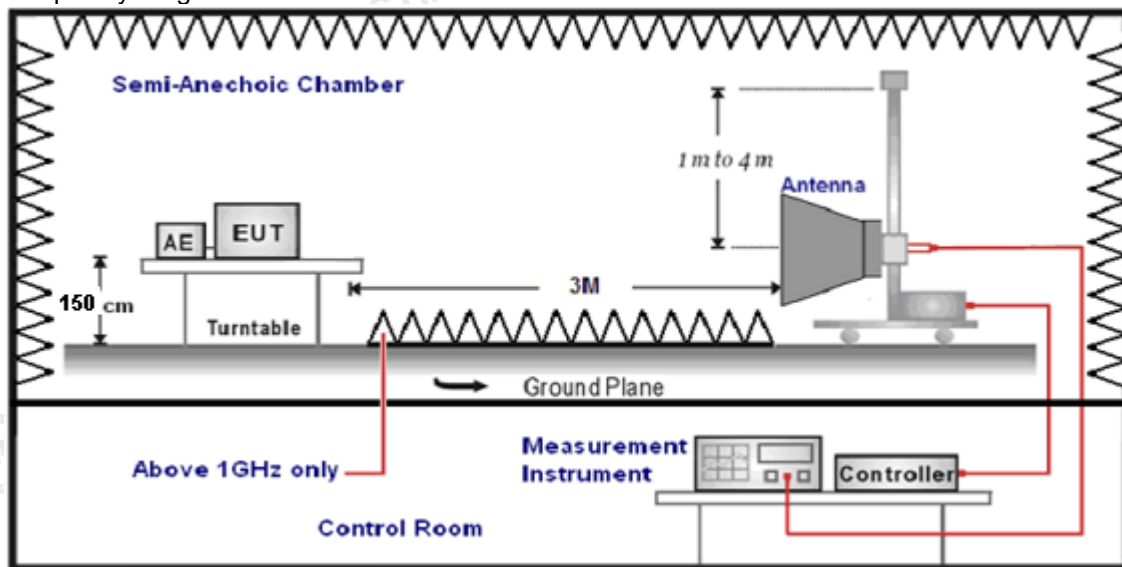 Semi-Anechoic Chamber
1 m to 4 m
Antenna
AE
EUT
150 cm
3M
Turntable
Ground Plane
Above 1GHz only
Measurement
Instrument
Controller
Control Room